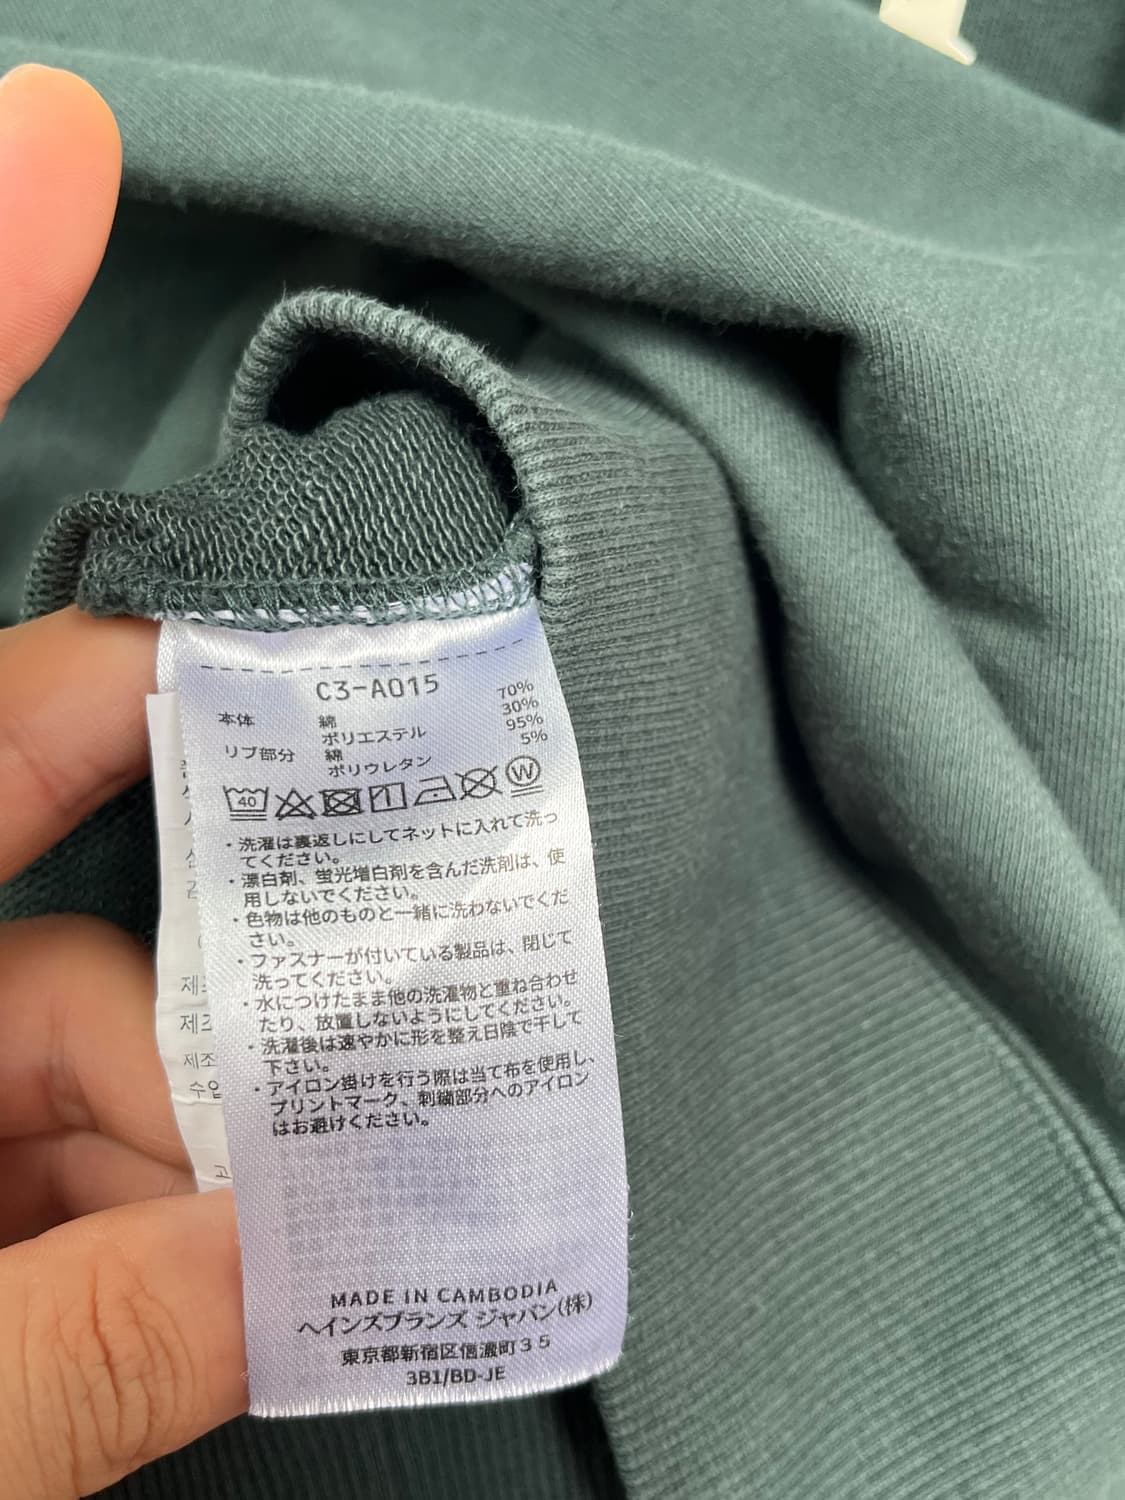 C3-A015
本体 綿 70%
ポリエステル 30%
リブ部分 綿 95%
ポリウレタン 5%
40 W
・洗濯は裏返しにしてネットに入れて洗っ
てください。
・漂白剤、蛍光増白剤を含んだ洗剤は、使
用しないでください。
・色物は他のものと一緒に洗わないでくだ
さい。
・ファスナーが付いている製品は、閉じて
洗ってください。
・水につけたまま他の洗濯物と重ね合わせ
たり、放置しないようにしてください。
・洗濯後は速やかに形を整え日陰で干して
下さい。
・アイロン掛けを行う際は当て布を使用し、
プリントマーク、刺繍部分へのアイロン
はお避けください。
MADE IN CAMBODIA
ヘインズブランズ ジャパン(株)
東京都新宿区信濃町35
3B1/BD-JE
제조
제조
제조
수입